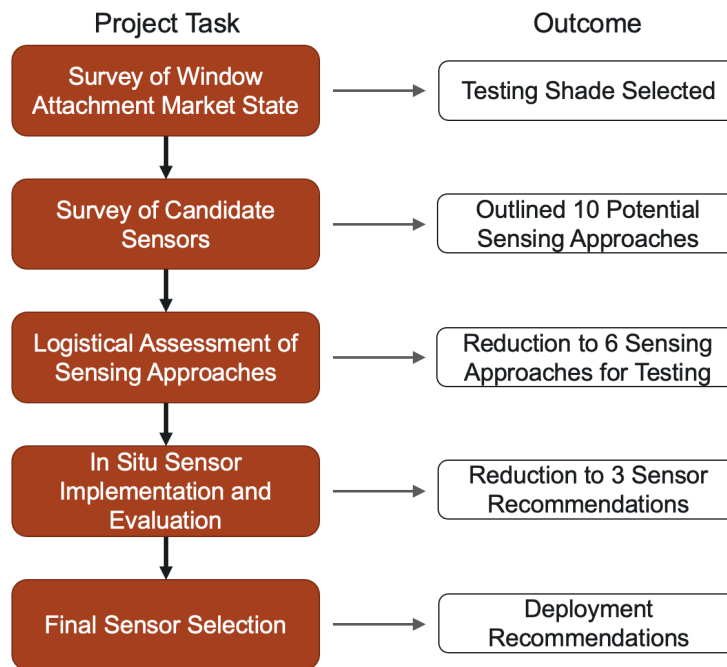 Project Task
Outcome
Survey of Window
Attachment Market State
Testing Shade Selected
Survey of Candidate
Sensors
Outlined 10 Potential
Sensing Approaches
Logistical Assessment of
Sensing Approaches
Reduction to 6 Sensing
Approaches for Testing
In Situ Sensor
Implementation and
Evaluation
Reduction to 3 Sensor
Recommendations
Final Sensor Selection
Deployment
Recommendations